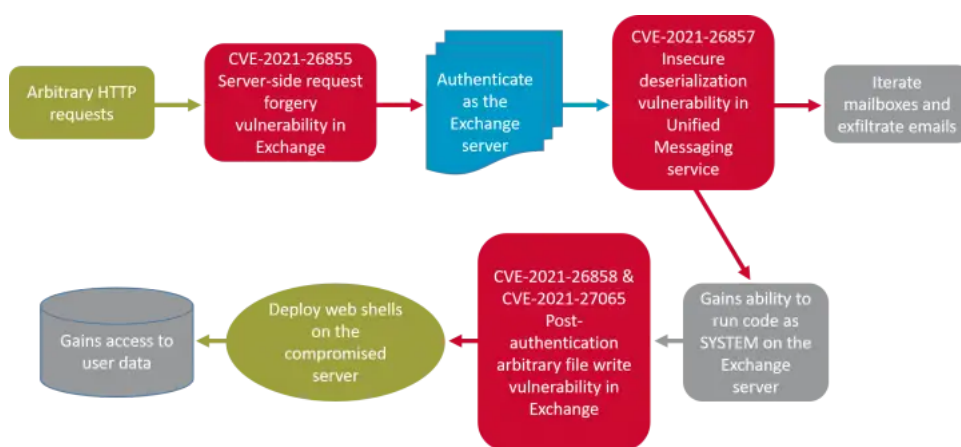 Arbitrary HTTP
requests
CVE-2021-26855
Server-side request
forgery
vulnerability in
Exchange
Authenticate
as the
Exchange
server
CVE-2021-26857
Insecure
deserialization
vulnerability in
Unified
Messaging
service
Iterate
mailboxes and
exfiltrate emails
Gains ability to
run code as
SYSTEM on the
Exchange
server
CVE-2021-26858 &
CVE-2021-27065
Post-
authentication
arbitrary file write
vulnerability in
Exchange
Deploy web shells
on the
compromised
server
Gains access to
user data